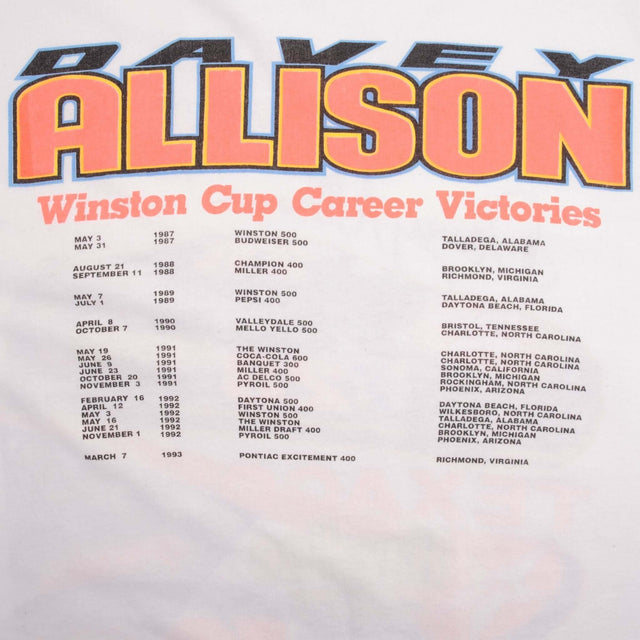 DAVEY
ALLISON
Winston Cup Career Victories
MAY 3 1987 WINSTON 500 TALLADEGA, ALABAMA
MAY 31 1987 BUDWEISER 500 DOVER, DELAWARE
AUGUST 21 1988 CHAMPION 400 BROOKLYN, MICHIGAN
SEPTEMBER 11 1988 MILLER 400 RICHMOND, VIRGINIA
MAY 7 1989 WINSTON 500 TALLADEGA, ALABAMA
JULY 1 1989 PEPSI 400 DAYTONA BEACH, FLORIDA
APRIL 8 1990 VALLEYDALE 500 BRISTOL, TENNESSEE
OCTOBER 7 1990 MELLO YELLO 500 CHARLOTTE, NORTH CAROLINA
MAY 19 1991 THE WINSTON CHARLOTTE, NORTH CAROLINA
MAY 26 1991 COCA-COLA 600 CHARLOTTE, NORTH CAROLINA
JUNE 9 1991 BANQUET 300 SONOMA, CALIFORNIA
JUNE 23 1991 MILLER 400 BROOKLYN, MICHIGAN
OCTOBER 20 1991 AC DELCO 500 ROCKINGHAM, NORTH CAROLINA
NOVEMBER 3 1991 PYROIL 500 PHOENIX, ARIZONA
FEBRUARY 16 1992 DAYTONA 500 DAYTONA BEACH, FLORIDA
APRIL 12 1992 FIRST UNION 400 WILKESBORO, NORTH CAROLINA
MAY 3 1992 WINSTON 500 TALLADEGA, ALABAMA
MAY 16 1992 THE WINSTON CHARLOTTE, NORTH CAROLINA
JUNE 21 1992 MILLER DRAFT 400 BROOKLYN, MICHIGAN
NOVEMBER 1 1992 PYROIL 500 PHOENIX, ARIZONA
MARCH 7 1993 PONTIAC EXCITEMENT 400 RICHMOND, VIRGINIA